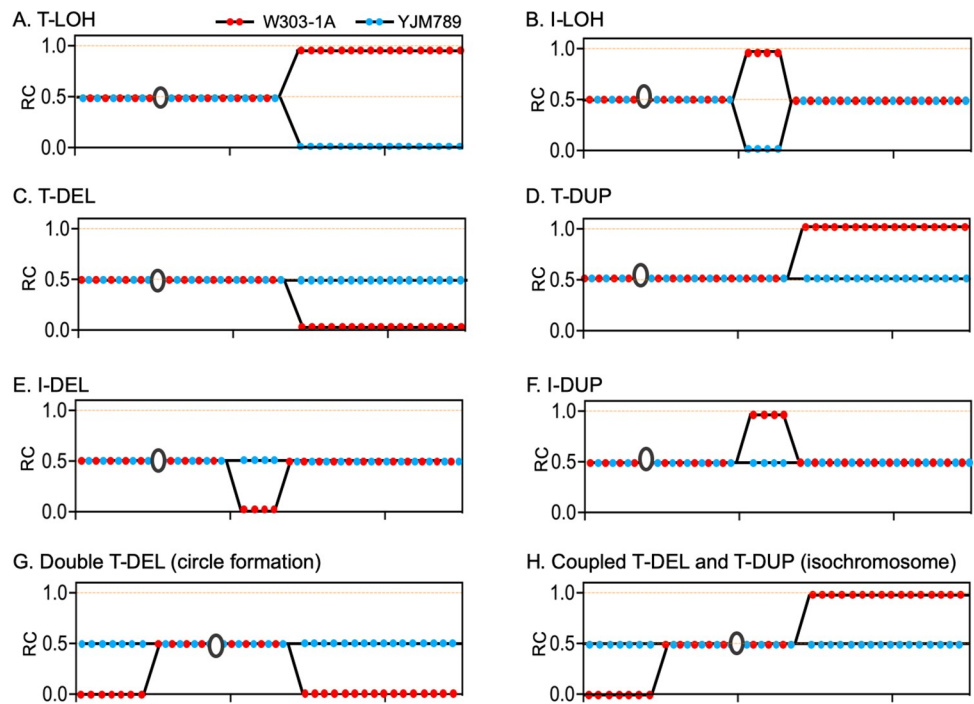 A. T-LOH
W303-1A YJM789
1.0
0.5
0.0
RC
B. I-LOH
1.0
0.5
0.0
RC
C. T-DEL
1.0
0.5
0.0
RC
D. T-DUP
1.0
0.5
0.0
RC
E. I-DEL
1.0
0.5
0.0
RC
F. I-DUP
1.0
0.5
0.0
RC
G. Double T-DEL (circle formation)
1.0
0.5
0.0
RC
H. Coupled T-DEL and T-DUP (isochromosome)
1.0
0.5
0.0
RC